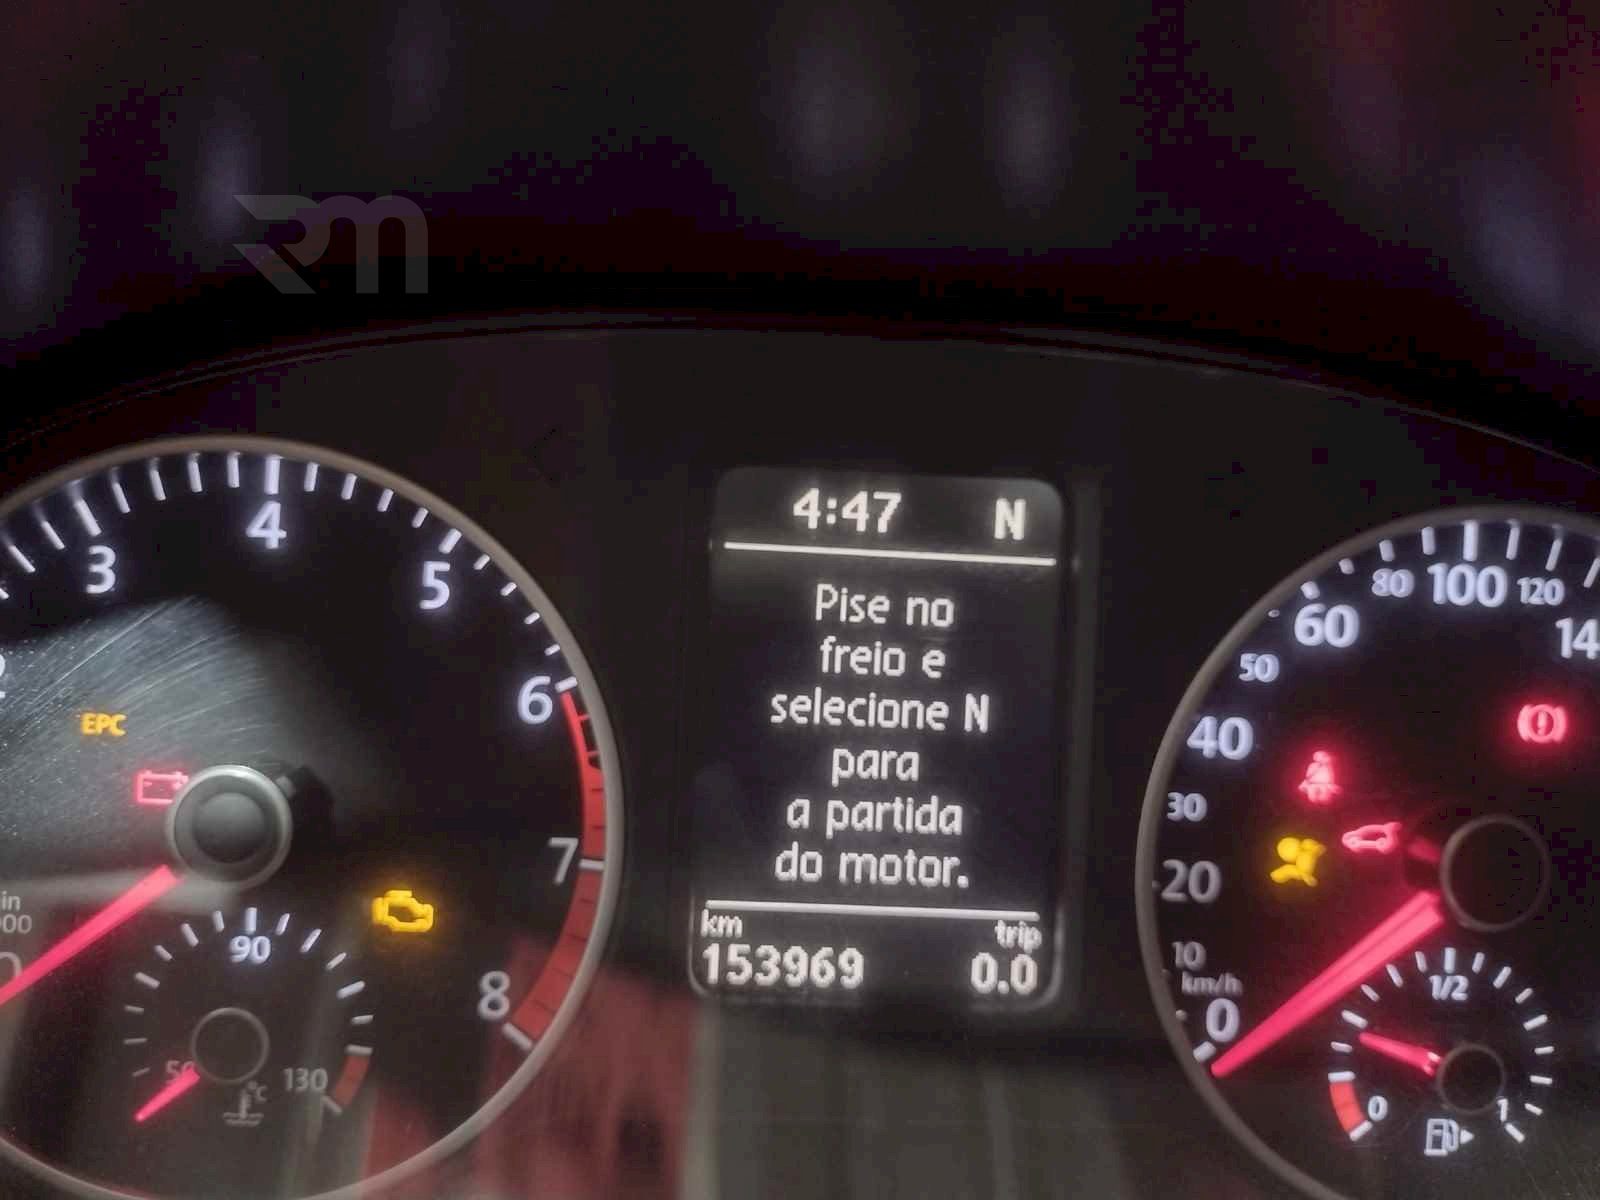 RM
4:47 N
Pise no
freio e
selecione N
para
a partida
do motor.
km trip
153969 0.0
3
4
5
6
7
8
EPC
90
130
°C
0
10
20
30
40
50
60
80
100
120
km/h
0
1/2
1